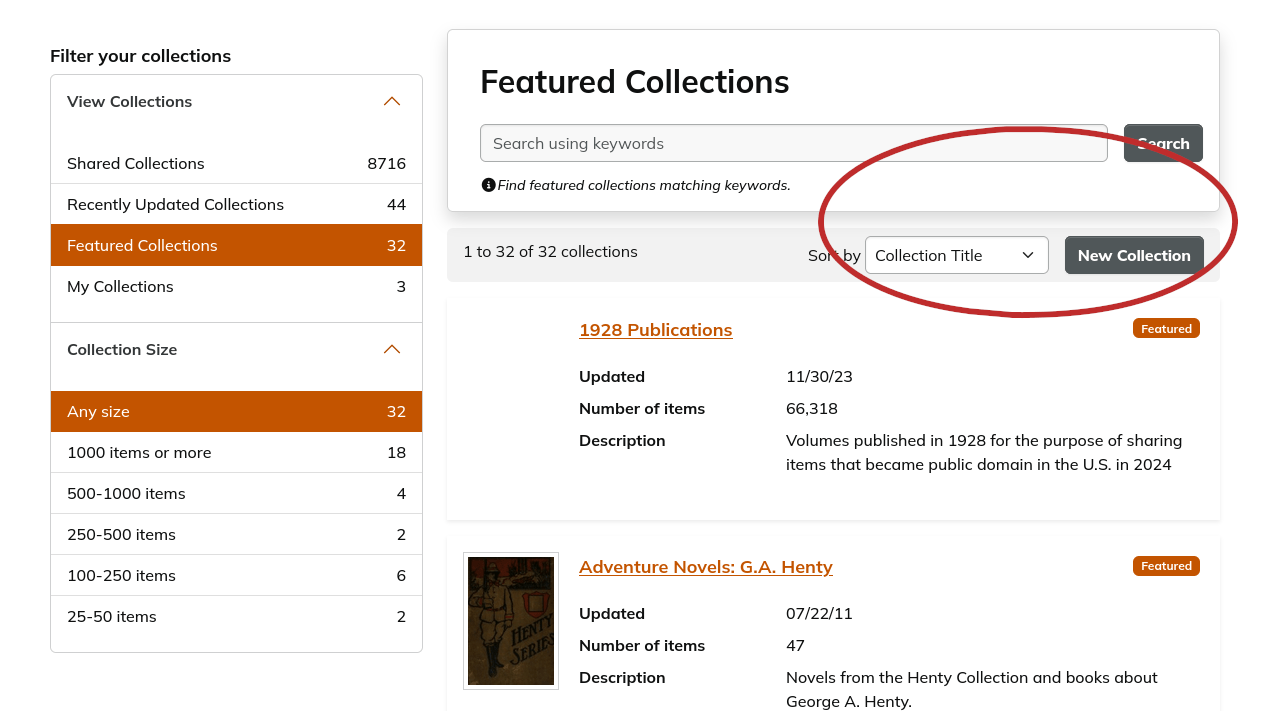 Filter your collections
View Collections
Shared Collections 8716
Recently Updated Collections 44
Featured Collections 32
My Collections 3
Collection Size
Any size 32
1000 items or more 18
500-1000 items 4
250-500 items 2
100-250 items 6
25-50 items 2
Featured Collections
Search using keywords Search
Find featured collections matching keywords.
1 to 32 of 32 collections Sort by Collection Title New Collection
1928 Publications Featured
Updated 11/30/23
Number of items 66,318
Description Volumes published in 1928 for the purpose of sharing
items that became public domain in the U.S. in 2024
HENTY
SERIES
Adventure Novels: G.A. Henty Featured
Updated 07/22/11
Number of items 47
Description Novels from the Henty Collection and books about
George A. Henty.